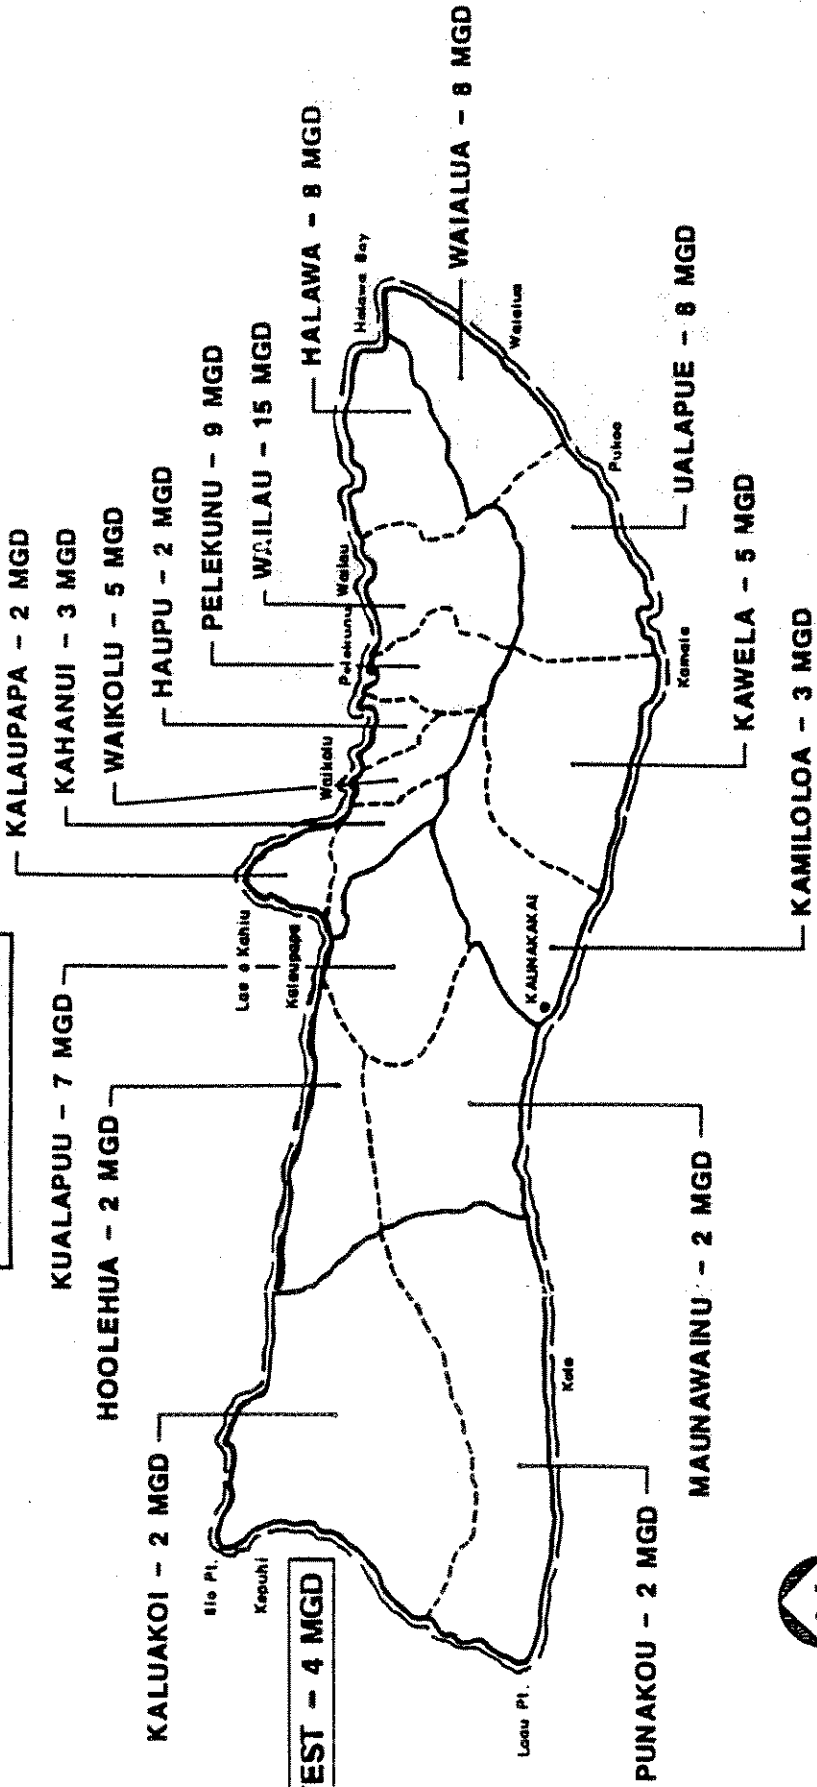 KALAUPAPA - 2 MGD
KAHANUI - 3 MGD
WAIKOLU - 5 MGD
HAUPU - 2 MGD
PELEKUNU - 9 MGD
WAILAU - 15 MGD
HALAWA - 8 MGD
WAIALUA - 8 MGD
KUALAPUU - 7 MGD
HOOLEHUA - 2 MGD
KALUAKOI - 2 MGD
EST - 4 MGD
Ilio Pt.
Kepuhi
Lae o Kahiu
Kalaupapa
Waikolu
Pelekunu
Wailau
Halawa Bay
Waialua
Pukoo
Kamalo
KAUNAKAKAI
Kolo
Laau Pt.
UALAPUE - 8 MGD
KAWELA - 5 MGD
KAMILOLOA - 3 MGD
MAUNAWAINU - 2 MGD
PUNAKOU - 2 MGD